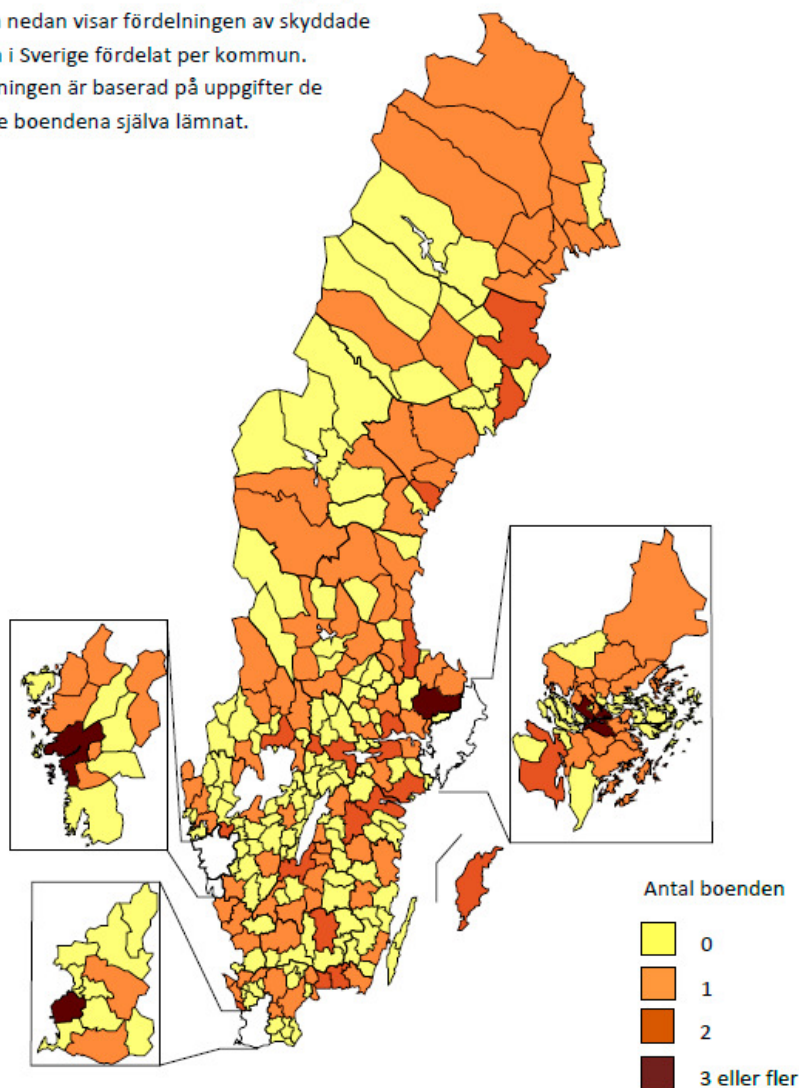 nedan visar fördelningen av skyddade
i Sverige fördelat per kommun.
ningen är baserad på uppgifter de
e boendena själva lämnat.
Antal boenden
0
1
2
3 eller fler